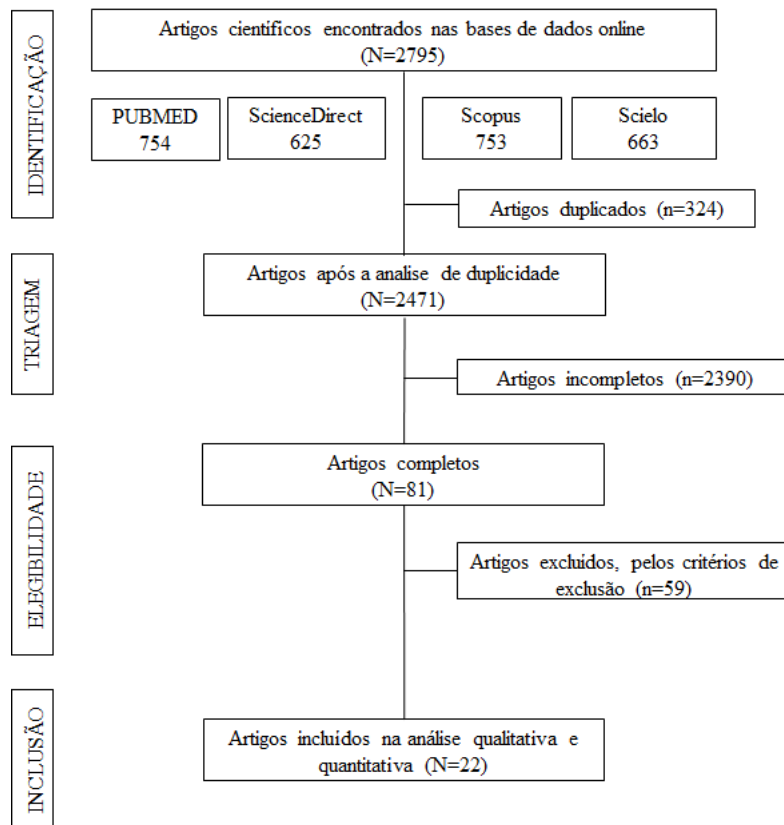 IDENTIFICAÇÃO
Artigos científicos encontrados nas bases de dados online
(N=2795)
PUBMED
754
ScienceDirect
625
Scopus
753
Scielo
663
Artigos duplicados (n=324)
TRIAGEM
Artigos após a analise de duplicidade
(N=2471)
Artigos incompletos (n=2390)
ELEGIBILIDADE
Artigos completos
(N=81)
Artigos excluídos, pelos critérios de
exclusão (n=59)
INCLUSÃO
Artigos incluídos na análise qualitativa e
quantitativa (N=22)